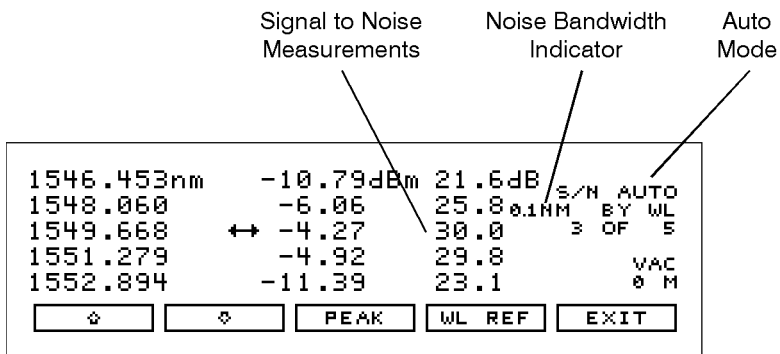 Signal to Noise Measurements
Noise Bandwidth Indicator
Auto Mode
1546.453nm -10.79dBm 21.6dB S/N AUTO
1548.060 -6.06 25.8 0.1NM BY WL
1549.668 ↔ -4.27 30.0 3 OF 5
1551.279 -4.92 29.8 VAC
1552.894 -11.39 23.1 0 M
PEAK WL REF EXIT